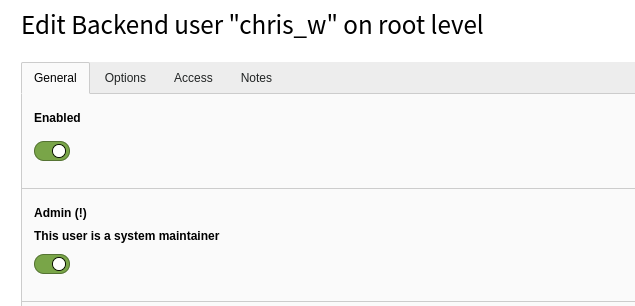 Edit Backend user "chris_w" on root level
General Options Access Notes
Enabled
Admin (!)
This user is a system maintainer